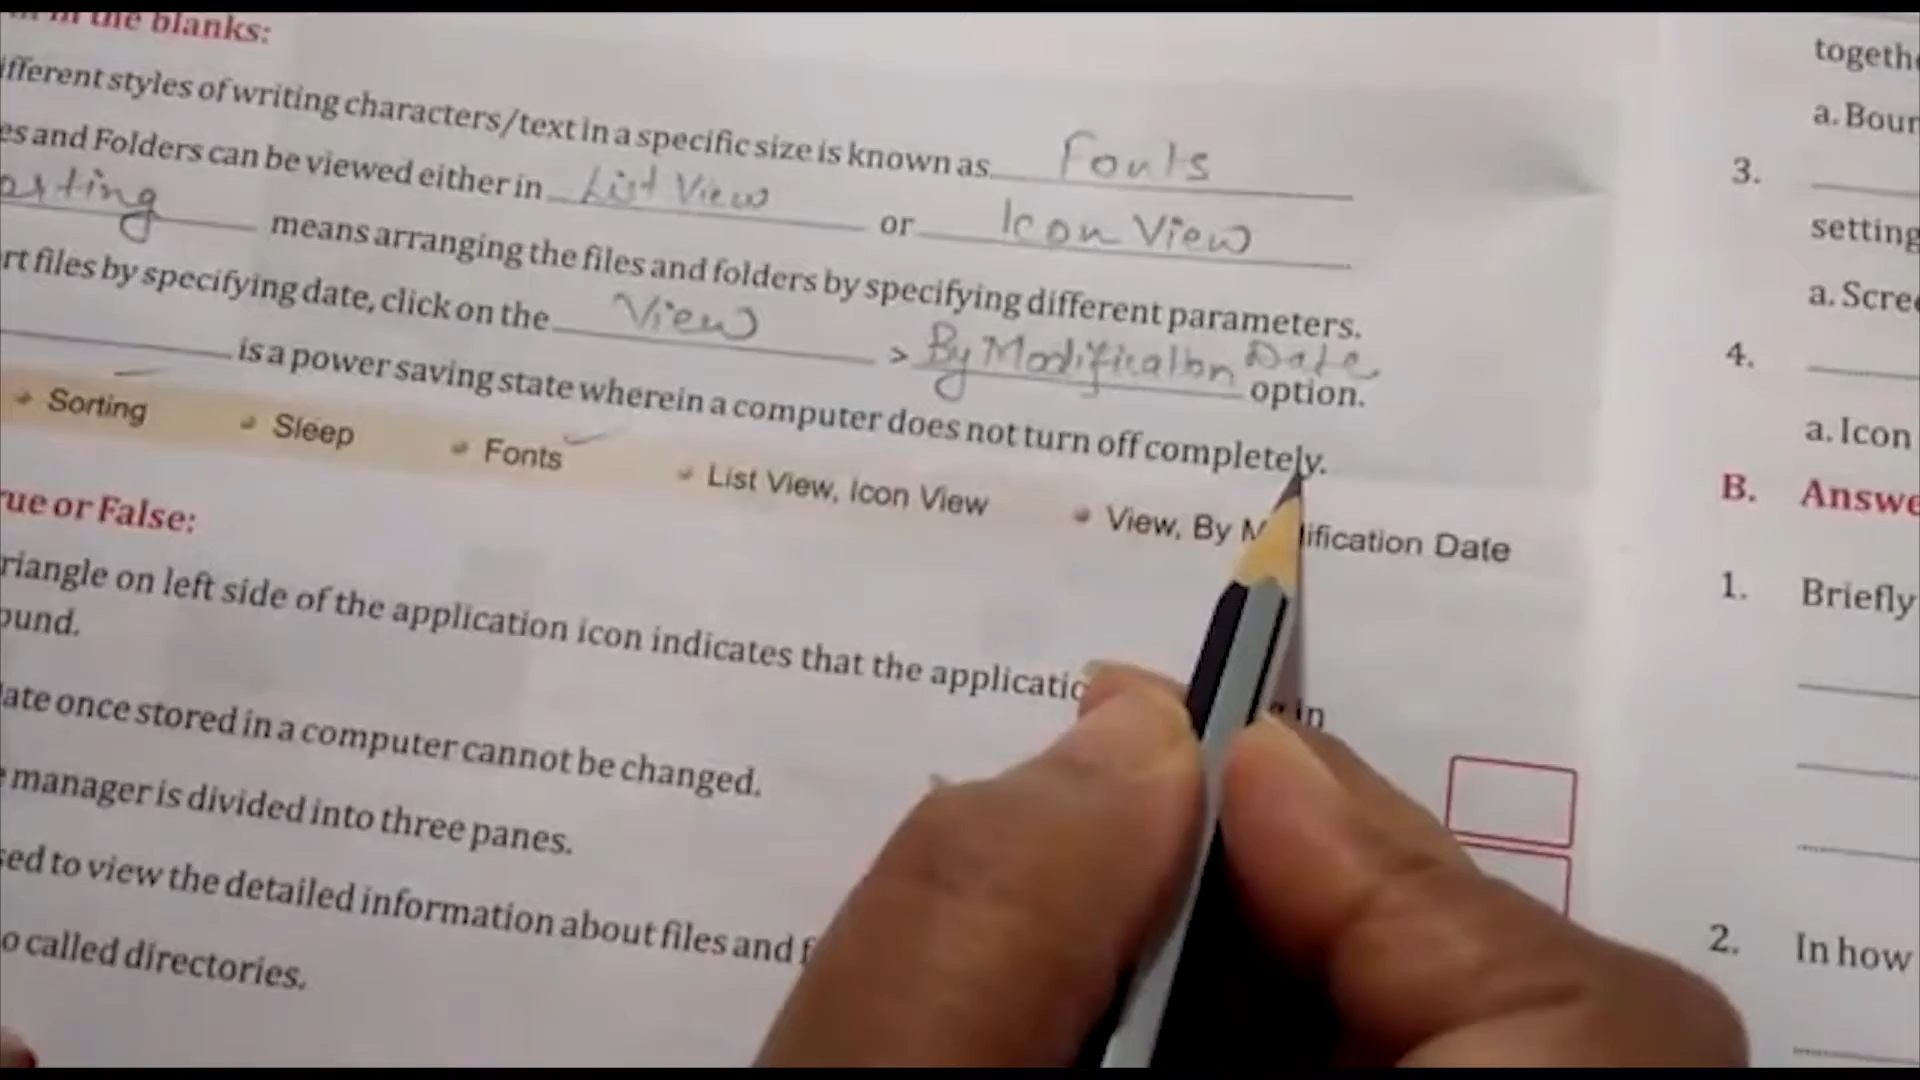 in the blanks:
ifferent styles of writing characters/text in a specific size is known as Fonts
es and Folders can be viewed either in List View or Icon View
orting means arranging the files and folders by specifying different parameters.
rt files by specifying date, click on the View > By Modification Date option.
is a power saving state wherein a computer does not turn off completely.
Sorting Sleep Fonts List View, Icon View View, By M ification Date
rue or False:
riangle on left side of the application icon indicates that the applicatio in
ound.
ate once stored in a computer cannot be changed.
e manager is divided into three panes.
sed to view the detailed information about files and f
o called directories.
togethe
a. Boun
3.
setting
a. Scree
4.
a. Icon
B. Answe
1. Briefly
2. In how